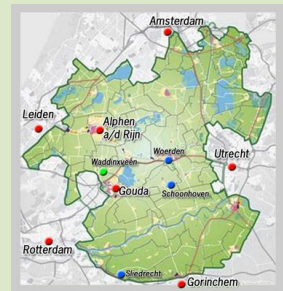 Amsterdam
Leiden
Alphen
a/d Rijn
Woerden
Utrecht
Waddinxveen
Gouda
Schoonhoven
Rotterdam
Sliedrecht
Gorinchem